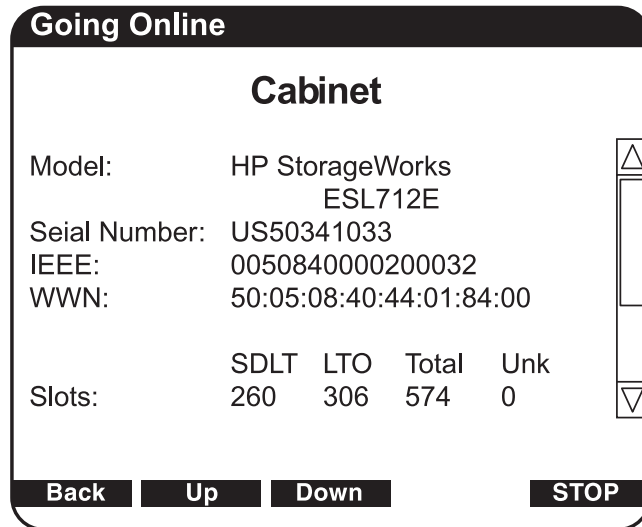 Going Online
Cabinet
Model: HP StorageWorks
ESL712E
Seial Number: US50341033
IEEE: 0050840000200032
WWN: 50:05:08:40:44:01:84:00
SDLT LTO Total Unk
Slots: 260 306 574 0
Back Up Down STOP